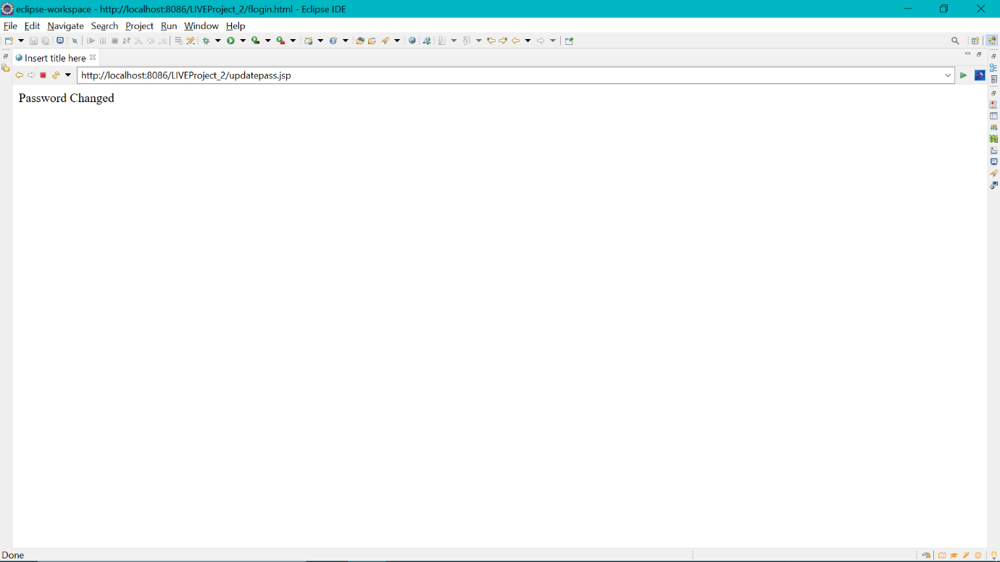 eclipse-workspace - http://localhost:8086/LIVEProject_2/flogin.html - Eclipse IDE
File Edit Navigate Search Project Run Window Help
Insert title here
http://localhost:8086/LIVEProject_2/updatepass.jsp
Password Changed
Done